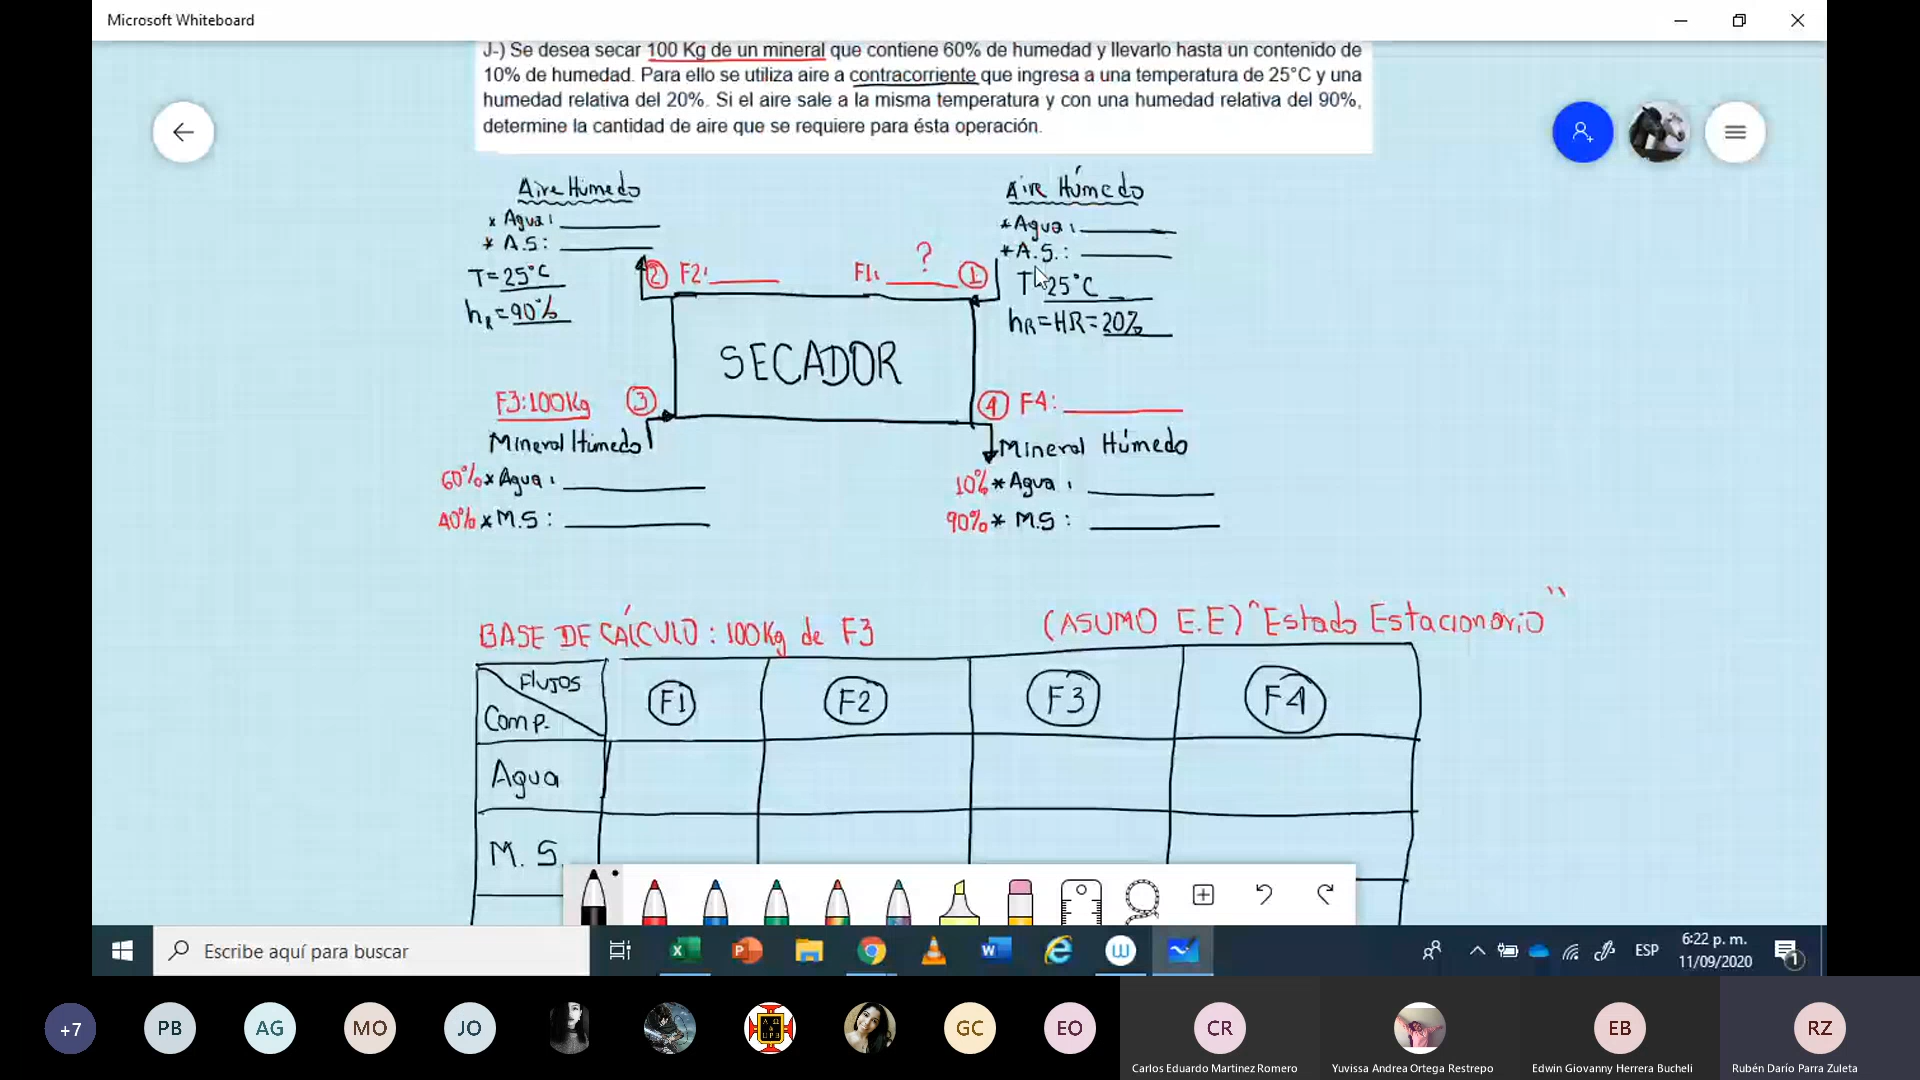 Microsoft Whiteboard
J-) Se desea secar 100 Kg de un mineral que contiene 60% de humedad y llevarlo hasta un contenido de
10% de humedad. Para ello se utiliza aire a contracorriente que ingresa a una temperatura de 25°C y una
humedad relativa del 20%. Si el aire sale a la misma temperatura y con una humedad relativa del 90%,
determine la cantidad de aire que se requiere para ésta operación.
Aire Húmedo
* Agua:
* A.S:
T=25°C
hR=90%
Aire Húmedo
*Agua:
*A.S.:
T 25°C
hR=HR=20%
2 F2:
F1: ? 1
SECADOR
F3:100Kg 3
Mineral Húmedo
60%*Agua:
40%*M.S:
4 F4:
Mineral Húmedo
10%*Agua:
90%* M.S:
BASE DE CÁLCULO: 100Kg de F3
(ASUMO E.E) "Estado Estacionario"
Flujos
Comp.
F1 F2 F3 F4
Agua
M. S.
Escribe aquí para buscar
ESP
6:22 p. m.
11/09/2020
1
+7
PB
AG
MO
JO
GC
EO
CR
EB
RZ
Carlos Eduardo Martinez Romero
Yuvissa Andrea Ortega Restrepo
Edwin Giovanny Herrera Bucheli
Rubén Darío Parra Zuleta